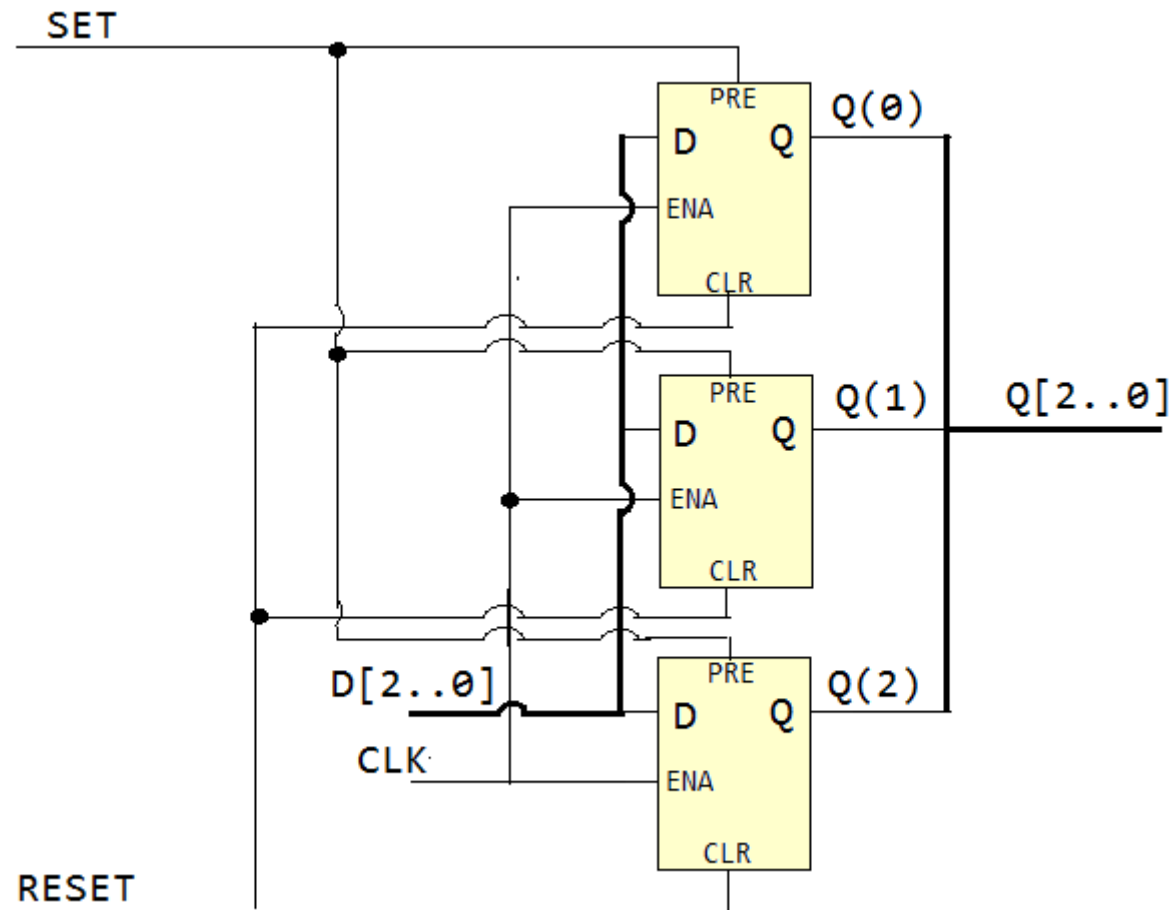 SET
PRE
Q(0)
D Q
ENA
CLR
PRE
Q(1) Q[2..0]
D Q
ENA
CLR
PRE
D[2..0] Q(2)
D Q
CLK
ENA
CLR
RESET